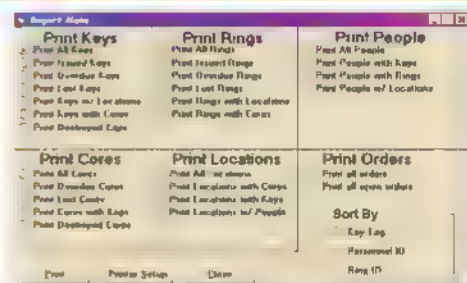 Print Keys
Print All Keys
Print Issued Keys
Print Overdue Keys
Print Lost Keys
Print Keys w/ Locations
Print Keys with Cores
Print Destroyed Keys
Print Rings
Print All Rings
Print Issued Rings
Print Overdue Rings
Print Lost Rings
Print Rings with Locations
Print Rings with Cores
Print People
Print All People
Print People with Keys
Print People with Rings
Print People w/ Locations
Print Cores
Print All Cores
Print Overdue Cores
Print Lost Cores
Print Cores with Keys
Print Destroyed Cores
Print Locations
Print All Locations
Print Locations with Cores
Print Locations with Keys
Print Locations w/ People
Print Orders
Print all orders
Print all open orders
Sort By
Key Tag
Personnel ID
Ring ID
Print
Printer Setup
Close